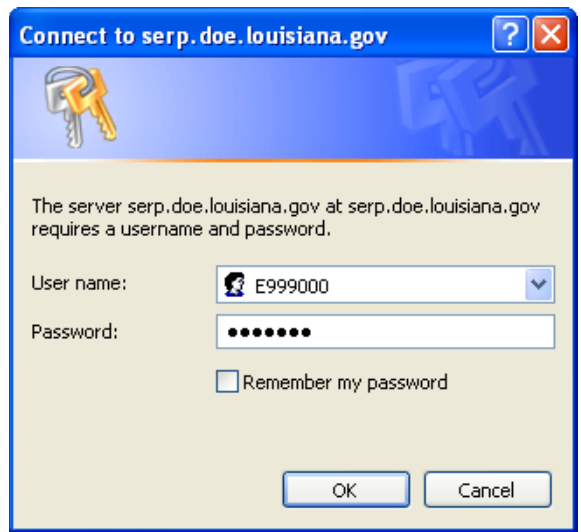 Connect to serp.doe.louisiana.gov
The server serp.doe.louisiana.gov at serp.doe.louisiana.gov
requires a username and password.
User name: E999000
Password: •••••••
Remember my password
OK Cancel